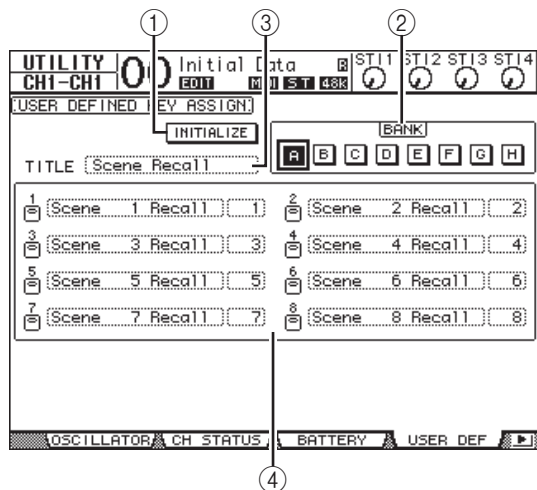 ① ③ ②
UTILITY 00 Initial Data R ST1 ST12 ST13 ST14
CH1-CH1 EDIT ST 48K
USER DEFINED KEY ASSIGN
INITIALIZE BANK
TITLE Scene Recall A B C D E F G H
1 Scene 1 Recall 1 2 Scene 2 Recall 2
3 Scene 3 Recall 3 4 Scene 4 Recall 4
5 Scene 5 Recall 5 6 Scene 6 Recall 6
7 Scene 7 Recall 7 8 Scene 8 Recall 8
OSCILLATOR CH STATUS BATTERY USER DEF
④